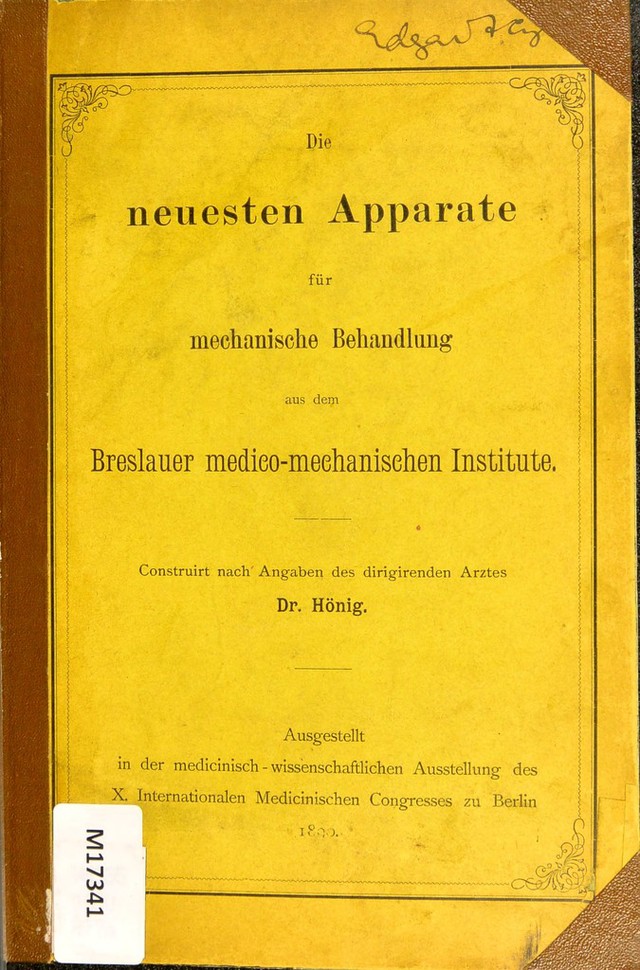 Die
neuesten Apparate
für
mechanische Behandlung
aus dem
Breslauer medico-mechanischen Institute.
Construirt nach Angaben des dirigirenden Arztes
Dr. Hönig.
Ausgestellt
in der medicinisch-wissenschaftlichen Ausstellung des
X. Internationalen Medicinischen Congresses zu Berlin
1890.
M17341